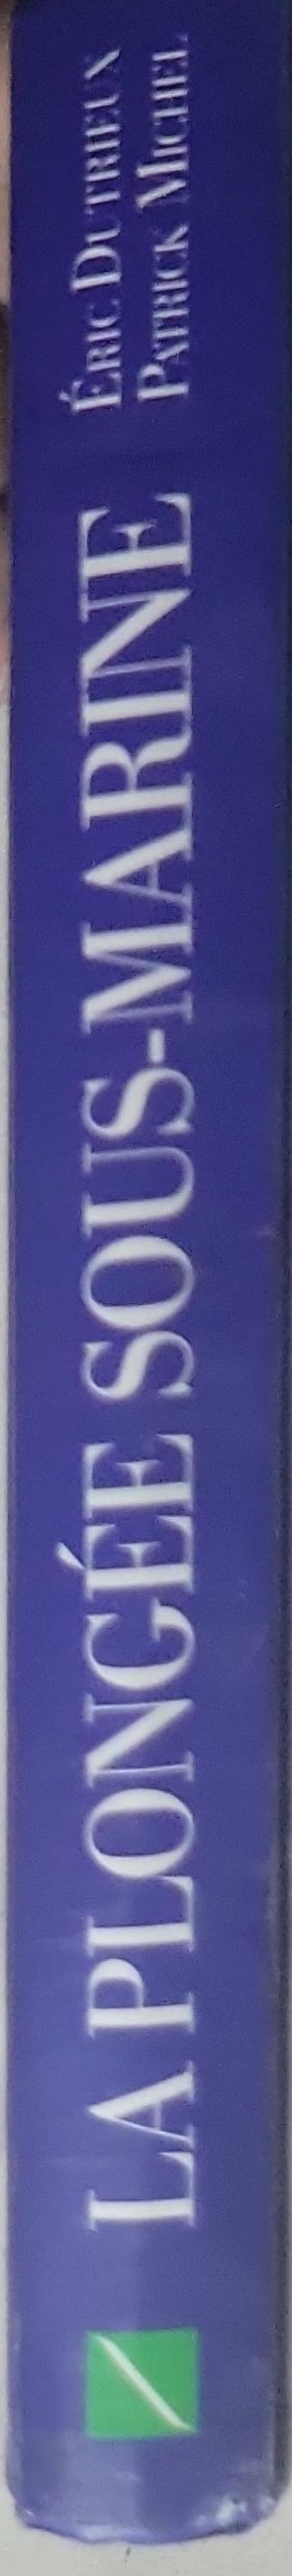 LA PLONGÉE SOUS-MARINE
ÉRIC DUTRIEUX
PATRICK MICHEL